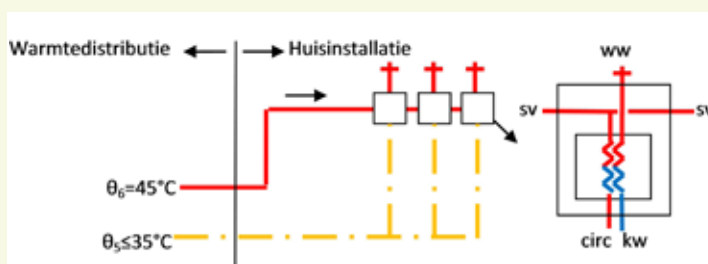 Warmtedistributie
Huisinstallatie
ww
sv
sv
θ₆=45°C
θ₅≤35°C
circ kw